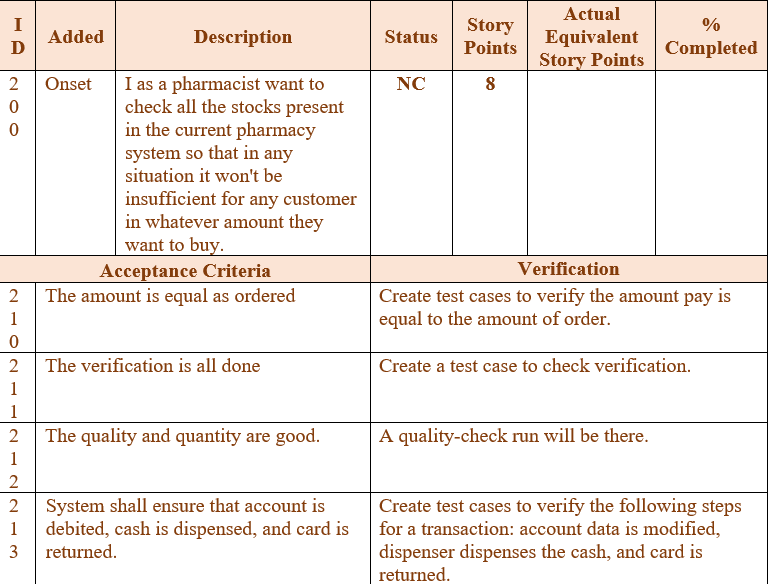 ID Added Description Status Story Points Actual Equivalent Story Points % Completed
200 Onset I as a pharmacist want to NC 8
check all the stocks present
in the current pharmacy
system so that in any
situation it won't be
insufficient for any customer
in whatever amount they
want to buy.
Acceptance Criteria Verification
210 The amount is equal as ordered
Create test cases to verify the amount pay is
equal to the amount of order.
211 The verification is all done
Create a test case to check verification.
212 The quality and quantity are good.
A quality-check run will be there.
213 System shall ensure that account is
debited, cash is dispensed, and card is
returned.
Create test cases to verify the following steps
for a transaction: account data is modified,
dispenser dispenses the cash, and card is
returned.